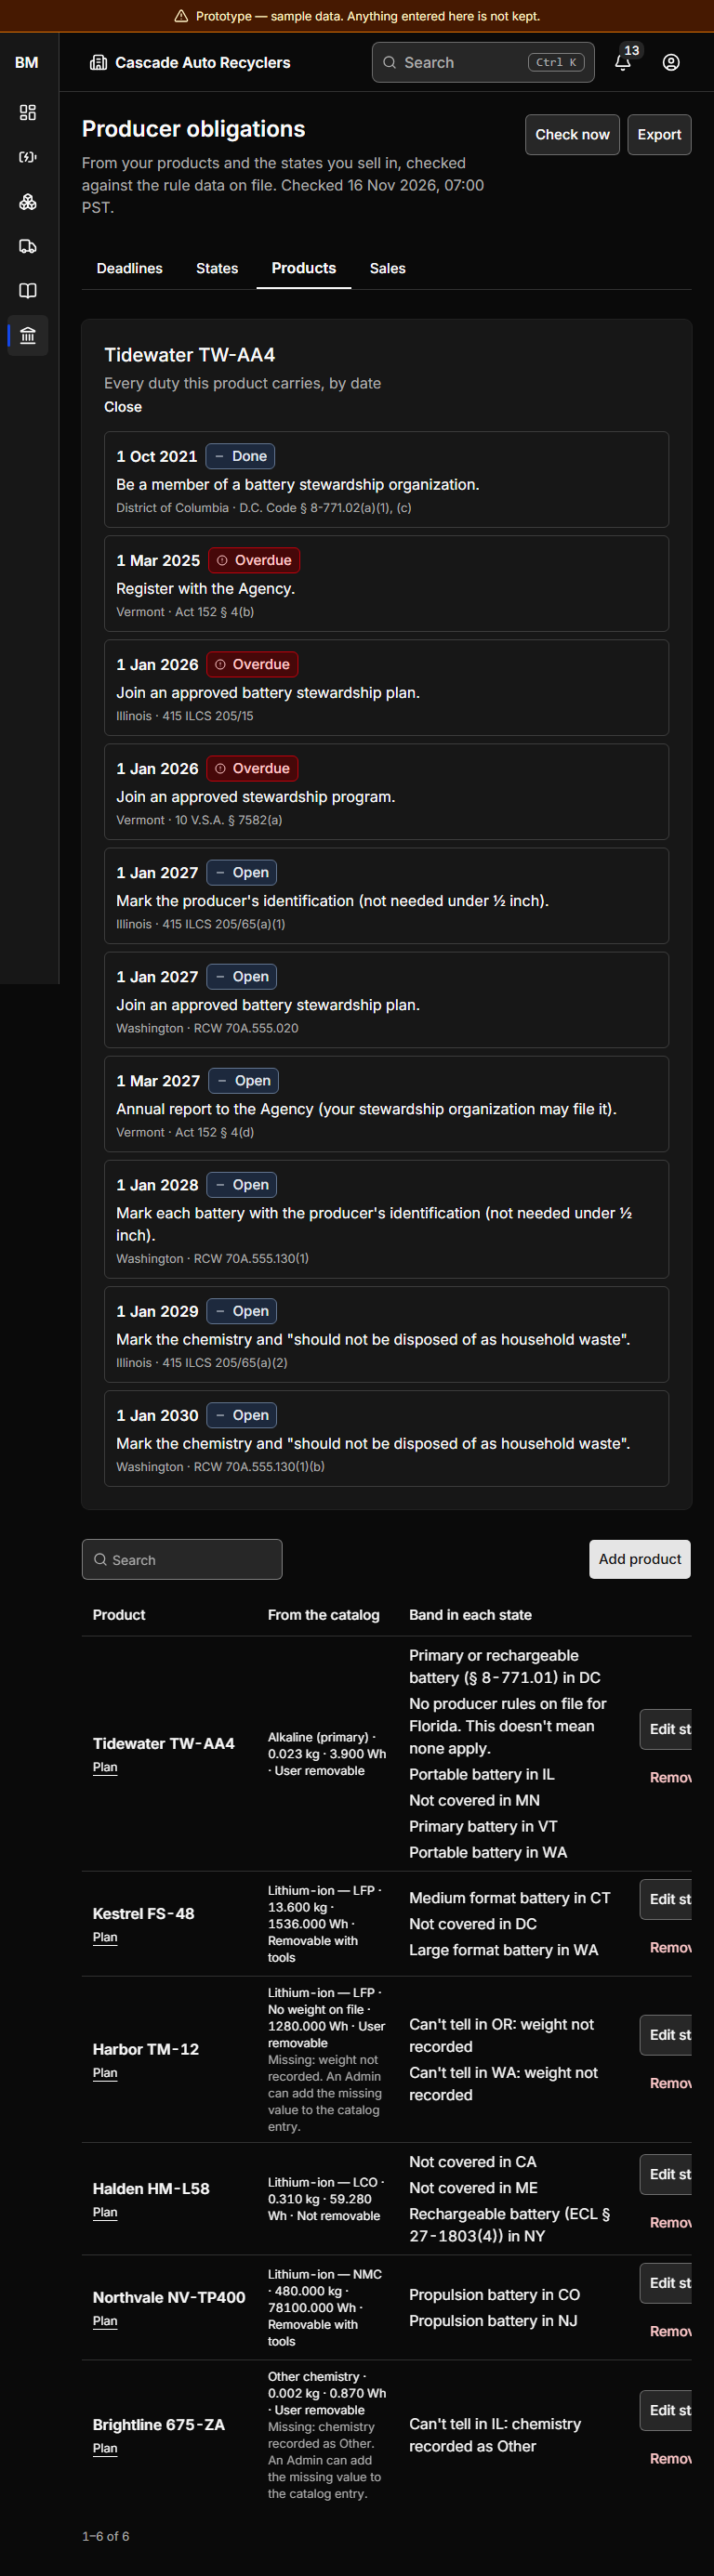 Prototype — sample data. Anything entered here is not kept.
BM
Cascade Auto Recyclers
Search
Ctrl K
13
Producer obligations
Check now
Export
From your products and the states you sell in, checked
against the rule data on file. Checked 16 Nov 2026, 07:00
PST.
Deadlines
States
Products
Sales
Tidewater TW-AA4
Every duty this product carries, by date
Close
1 Oct 2021
Done
Be a member of a battery stewardship organization.
District of Columbia · D.C. Code § 8-771.02(a)(1), (c)
1 Mar 2025
Overdue
Register with the Agency.
Vermont · Act 152 § 4(b)
1 Jan 2026
Overdue
Join an approved battery stewardship plan.
Illinois · 415 ILCS 205/15
1 Jan 2026
Overdue
Join an approved stewardship program.
Vermont · 10 V.S.A. § 7582(a)
1 Jan 2027
Open
Mark the producer's identification (not needed under ½ inch).
Illinois · 415 ILCS 205/65(a)(1)
1 Jan 2027
Open
Join an approved battery stewardship plan.
Washington · RCW 70A.555.020
1 Mar 2027
Open
Annual report to the Agency (your stewardship organization may file it).
Vermont · Act 152 § 4(d)
1 Jan 2028
Open
Mark each battery with the producer's identification (not needed under ½
inch).
Washington · RCW 70A.555.130(1)
1 Jan 2029
Open
Mark the chemistry and "should not be disposed of as household waste".
Illinois · 415 ILCS 205/65(a)(2)
1 Jan 2030
Open
Mark the chemistry and "should not be disposed of as household waste".
Washington · RCW 70A.555.130(1)(b)
Search
Add product
Product
From the catalog
Band in each state
Tidewater TW-AA4
Plan
Alkaline (primary) ·
0.023 kg · 3.900 Wh
· User removable
Primary or rechargeable
battery (§ 8-771.01) in DC
No producer rules on file for
Florida. This doesn't mean
none apply.
Portable battery in IL
Not covered in MN
Primary battery in VT
Portable battery in WA
Edit st
Remov
Kestrel FS-48
Plan
Lithium-ion — LFP ·
13.600 kg ·
1536.000 Wh ·
Removable with
tools
Medium format battery in CT
Not covered in DC
Large format battery in WA
Edit st
Remov
Harbor TM-12
Plan
Lithium-ion — LFP ·
No weight on file ·
1280.000 Wh · User
removable
Missing: weight not
recorded. An Admin
can add the missing
value to the catalog
entry.
Can't tell in OR: weight not
recorded
Can't tell in WA: weight not
recorded
Edit st
Remov
Halden HM-L58
Plan
Lithium-ion — LCO ·
0.310 kg · 59.280
Wh · Not removable
Not covered in CA
Not covered in ME
Rechargeable battery (ECL §
27-1803(4)) in NY
Edit st
Remov
Northvale NV-TP400
Plan
Lithium-ion — NMC
· 480.000 kg ·
78100.000 Wh ·
Removable with
tools
Propulsion battery in CO
Propulsion battery in NJ
Edit st
Remov
Brightline 675-ZA
Plan
Other chemistry ·
0.002 kg · 0.870 Wh
· User removable
Missing: chemistry
recorded as Other.
An Admin can add
the missing value to
the catalog entry.
Can't tell in IL: chemistry
recorded as Other
Edit st
Remov
1–6 of 6